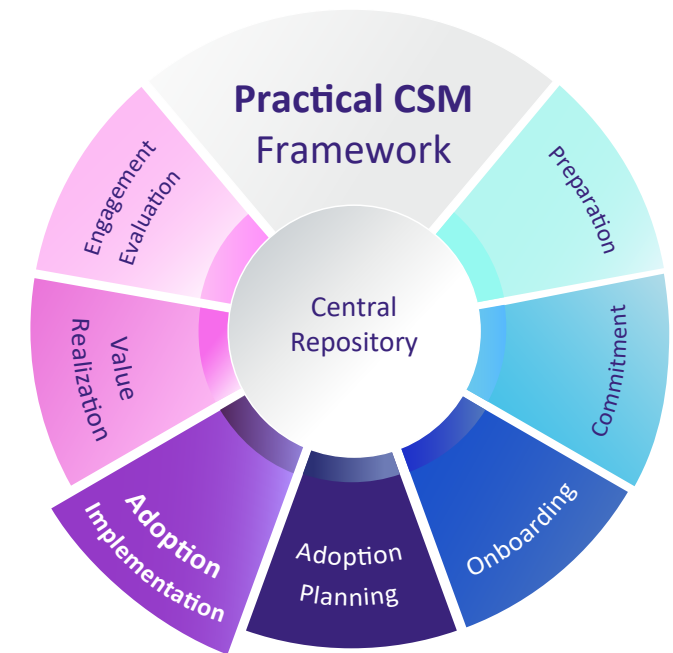 Practical CSM
Framework
Preparation
Commitment
Onboarding
Adoption
Planning
Adoption
Implementation
Value
Realization
Engagement
Evaluation
Central
Repository